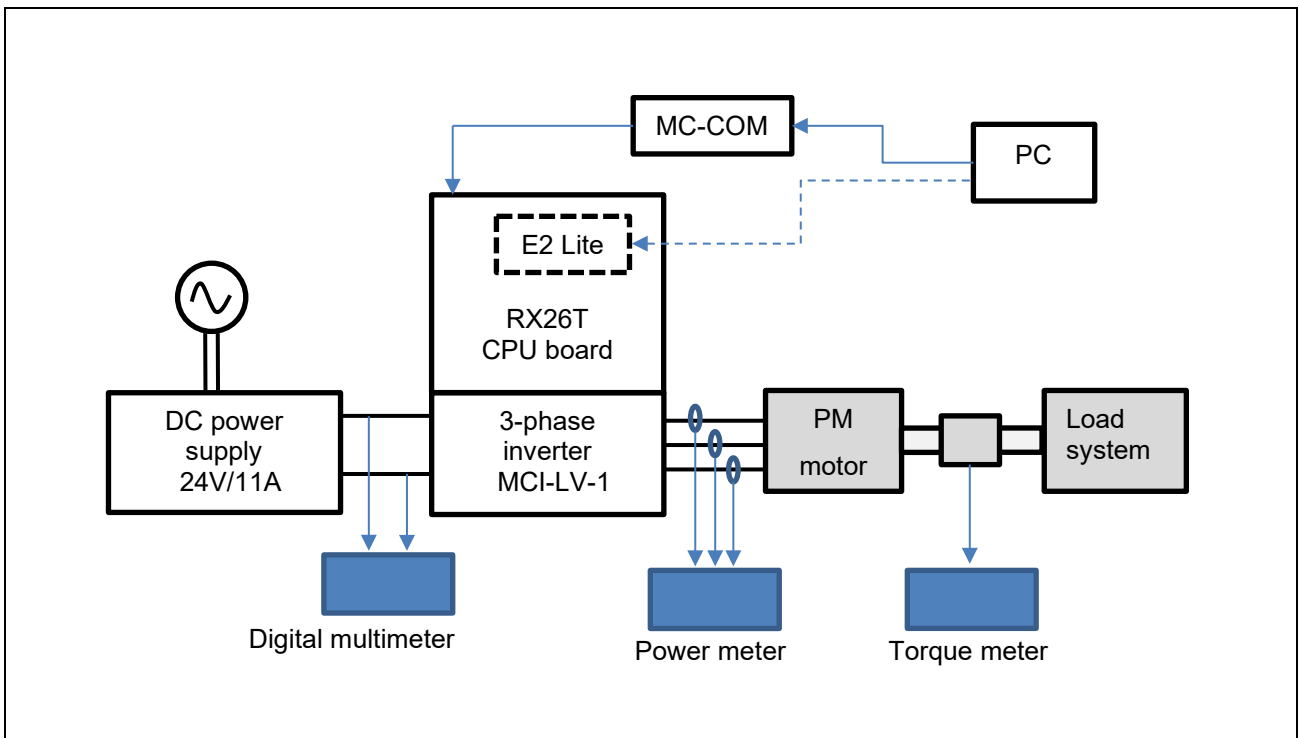 MC-COM
PC
E2 Lite
RX26T
CPU board
DC power
supply
24V/11A
3-phase
inverter
MCI-LV-1
PM
motor
Load
system
Digital multimeter
Power meter
Torque meter